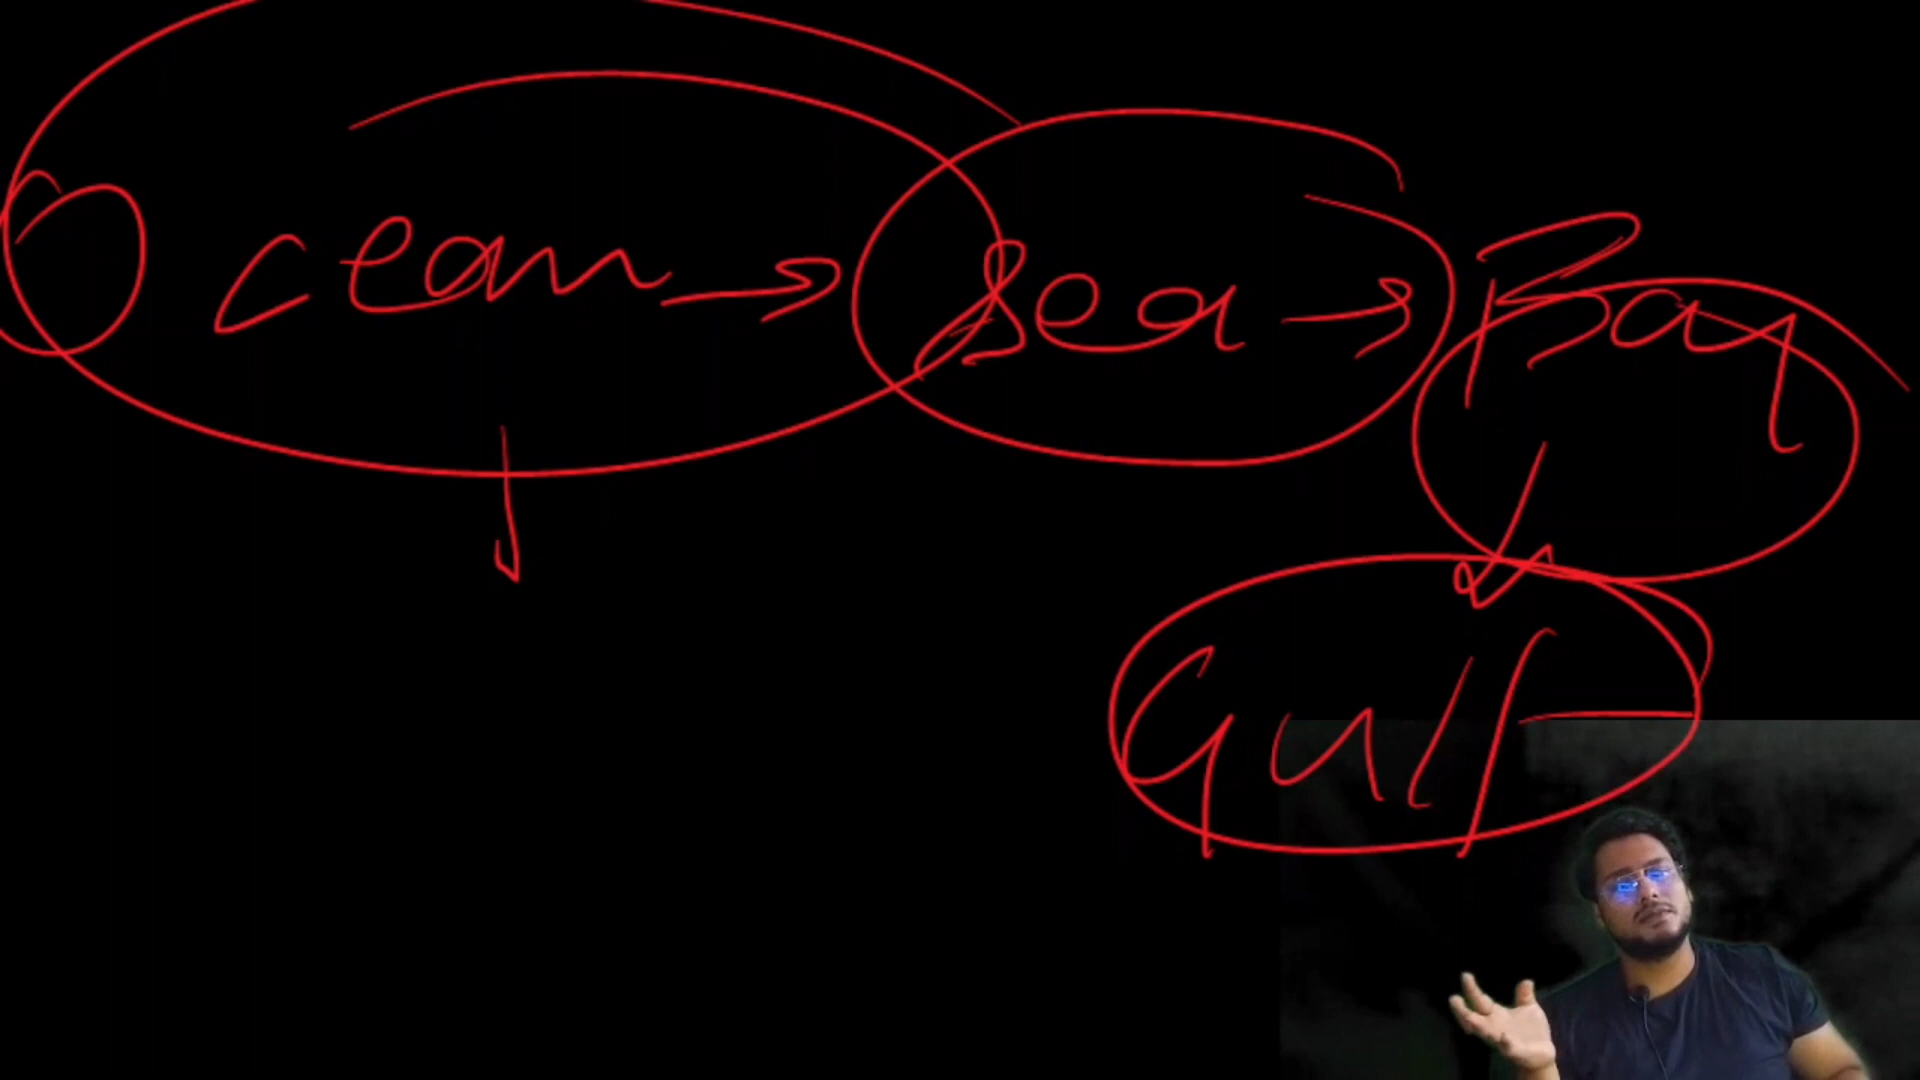 Ocean → Sea → Bay
Gulf